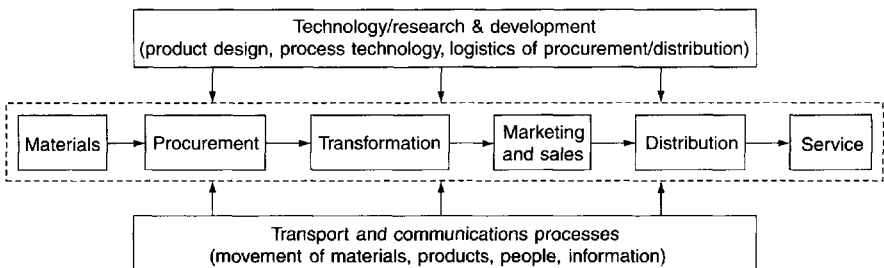 Technology/research & development
(product design, process technology, logistics of procurement/distribution)
Materials
Procurement
Transformation
Marketing
and sales
Distribution
Service
Transport and communications processes
(movement of materials, products, people, information)